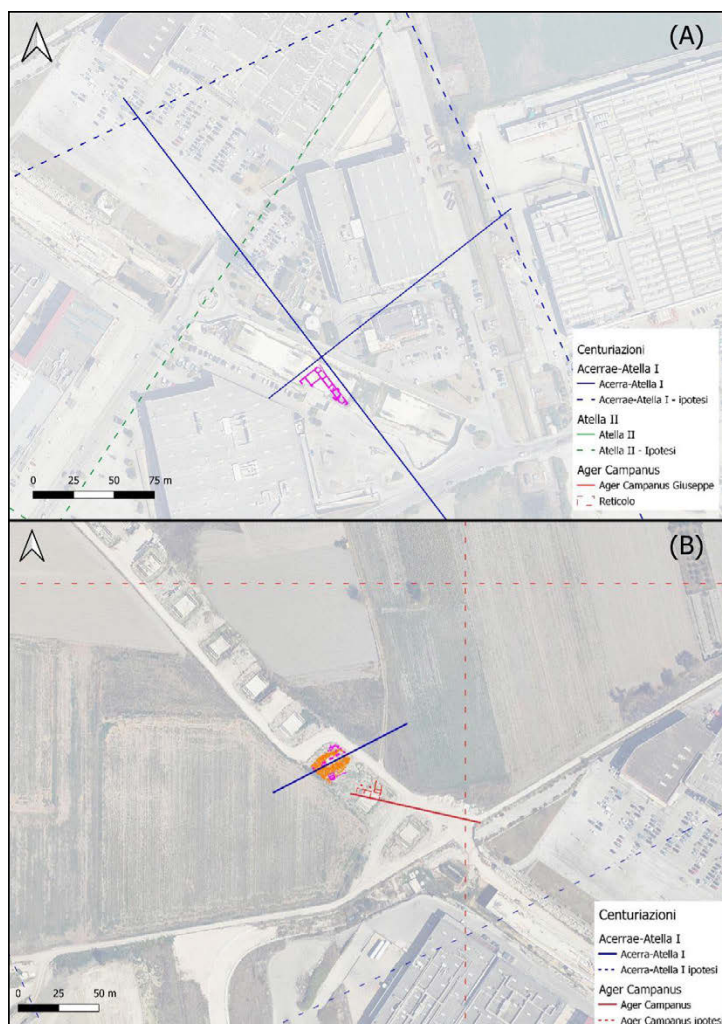 (A)
Centuriazioni
Acerrae-Atella I
Acerra-Atella I
Acerrae-Atella I - ipotesi
Atella II
Atella II
Atella II - Ipotesi
Ager Campanus
Ager Campanus Giuseppe
Reticolo
0 25 50 75 m
(B)
Centuriazioni
Acerrae-Atella I
Acerra-Atella I
Acerra-Atella I ipotesi
Ager Campanus
Ager Campanus
Ager Campanus ipotes
0 25 50 m